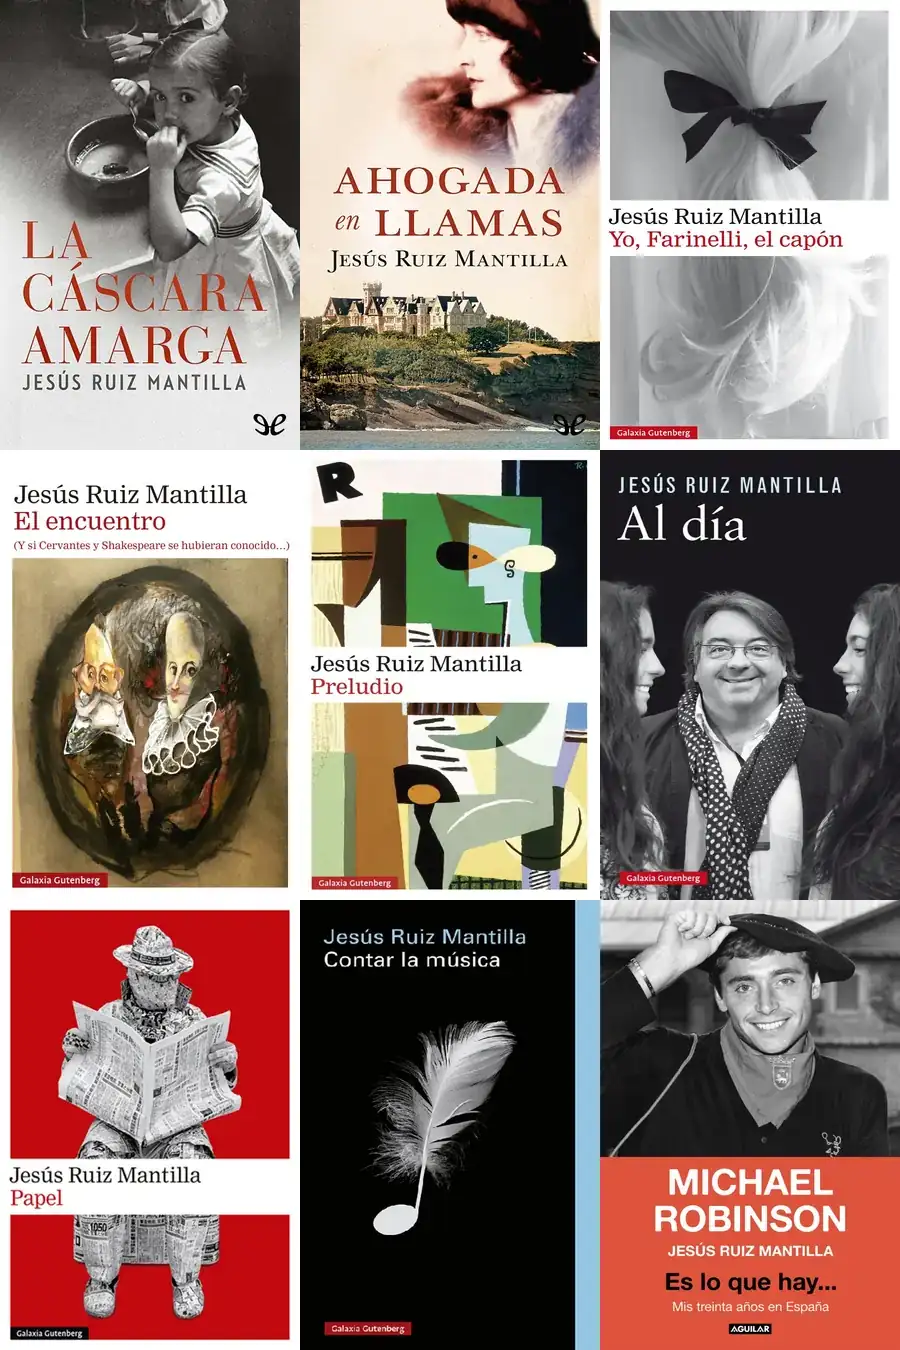 LA
CÁSCARA
AMARGA
JESÚS RUIZ MANTILLA
AHOGADA
en LLAMAS
JESÚS RUIZ MANTILLA
Jesús Ruiz Mantilla
Yo, Farinelli, el capón
Galaxia Gutenberg
Jesús Ruiz Mantilla
El encuentro
(Y si Cervantes y Shakespeare se hubieran conocido...)
Galaxia Gutenberg
R
Jesús Ruiz Mantilla
Preludio
Galaxia Gutenberg
JESÚS RUIZ MANTILLA
Al día
Galaxia Gutenberg
Jesús Ruiz Mantilla
Papel
1050
Galaxia Gutenberg
Jesús Ruiz Mantilla
Contar la música
Galaxia Gutenberg
MICHAEL
ROBINSON
JESÚS RUIZ MANTILLA
Es lo que hay...
Mis treinta años en España
AGUILAR